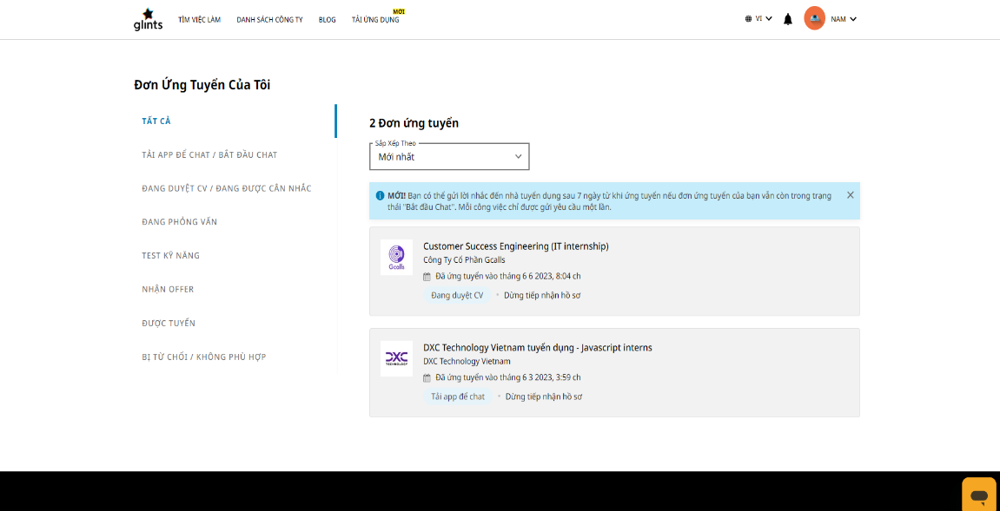 glints
TÌM VIỆC LÀM
DANH SÁCH CÔNG TY
BLOG
TẢI ỨNG DỤNG
MỚI
VI
NAM
Đơn Ứng Tuyển Của Tôi
TẤT CẢ
TẢI APP ĐỂ CHAT / BẮT ĐẦU CHAT
ĐANG DUYỆT CV / ĐANG ĐƯỢC CÂN NHẮC
ĐANG PHỎNG VẤN
TEST KỸ NĂNG
NHẬN OFFER
ĐƯỢC TUYỂN
BỊ TỪ CHỐI / KHÔNG PHÙ HỢP
2 Đơn ứng tuyển
Sắp Xếp Theo
Mới nhất
MỚI! Bạn có thể gửi lời nhắc đến nhà tuyển dụng sau 7 ngày từ khi ứng tuyển nếu đơn ứng tuyển của bạn vẫn còn trong trạng
thái "Bắt đầu Chat". Mỗi công việc chỉ được gửi yêu cầu một lần.
Gcalls
Customer Success Engineering (IT internship)
Công Ty Cổ Phần Gcalls
Đã ứng tuyển vào tháng 6 6 2023, 8:04 ch
Đang duyệt CV • Dừng tiếp nhận hồ sơ
DXC
TECHNOLOGY
DXC Technology Vietnam tuyển dụng - Javascript interns
DXC Technology Vietnam
Đã ứng tuyển vào tháng 6 3 2023, 3:59 ch
Tải app để chat • Dừng tiếp nhận hồ sơ